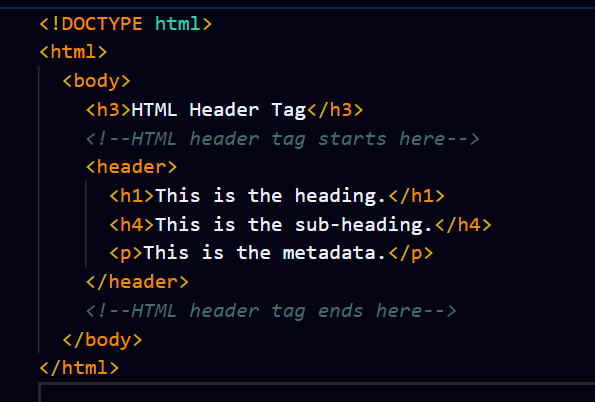 <!DOCTYPE html>
<html>
<body>
<h3>HTML Header Tag</h3>
<!--HTML header tag starts here-->
<header>
<h1>This is the heading.</h1>
<h4>This is the sub-heading.</h4>
<p>This is the metadata.</p>
</header>
<!--HTML header tag ends here-->
</body>
</html>